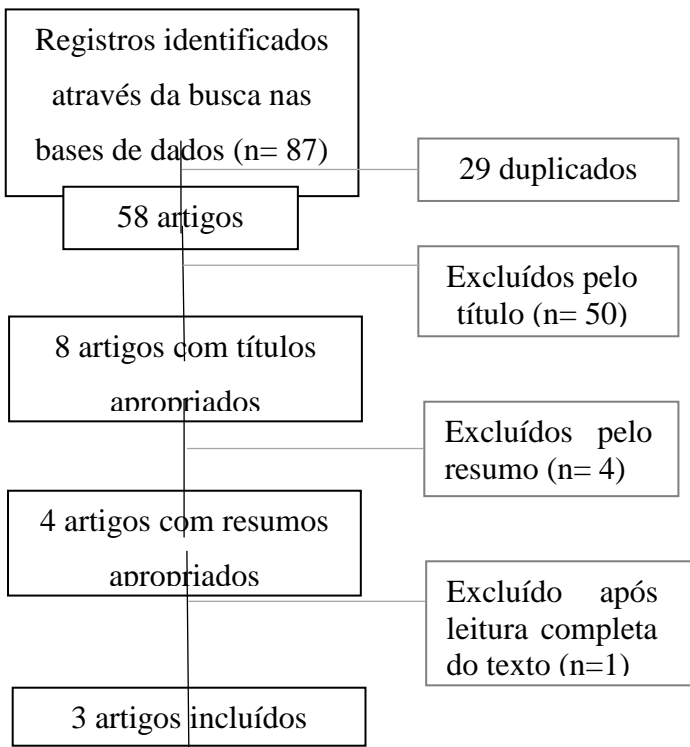 Registros identificados
através da busca nas
bases de dados (n= 87)
29 duplicados
58 artigos
Excluídos pelo
título (n= 50)
8 artigos com títulos
apropriados
Excluídos pelo
resumo (n= 4)
4 artigos com resumos
apropriados
Excluído após
leitura completa
do texto (n=1)
3 artigos incluídos